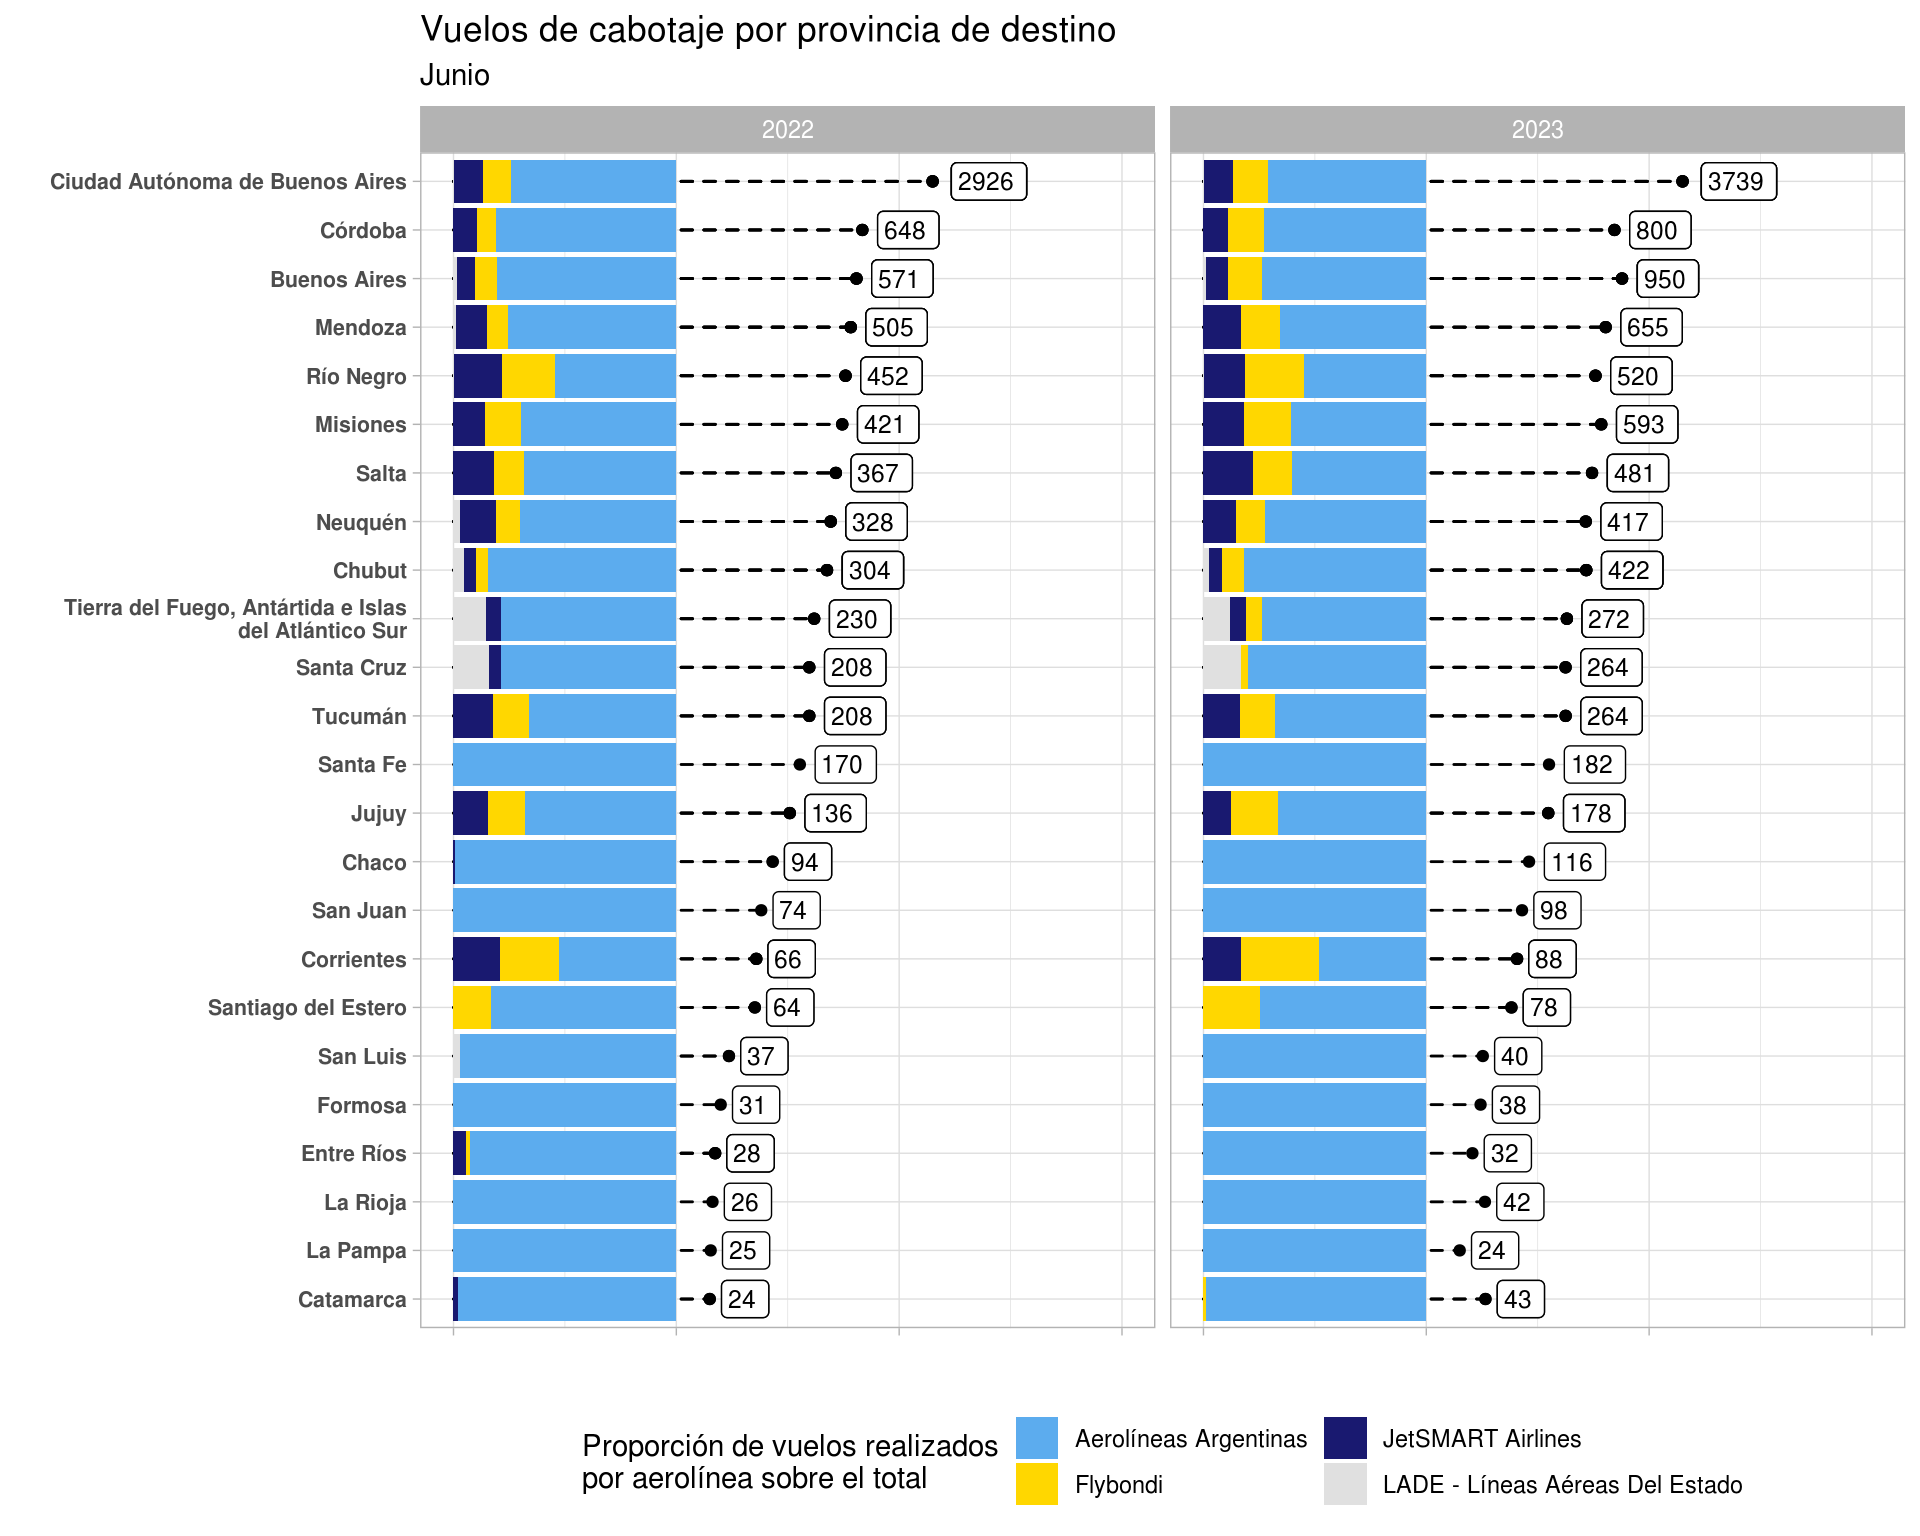 Vuelos de cabotaje por provincia de destino
Junio
2022 2023
Ciudad Autónoma de Buenos Aires 2926 3739
Córdoba 648 800
Buenos Aires 571 950
Mendoza 505 655
Río Negro 452 520
Misiones 421 593
Salta 367 481
Neuquén 328 417
Chubut 304 422
Tierra del Fuego, Antártida e Islas
del Atlántico Sur 230 272
Santa Cruz 208 264
Tucumán 208 264
Santa Fe 170 182
Jujuy 136 178
Chaco 94 116
San Juan 74 98
Corrientes 66 88
Santiago del Estero 64 78
San Luis 37 40
Formosa 31 38
Entre Ríos 28 32
La Rioja 26 42
La Pampa 25 24
Catamarca 24 43
Proporción de vuelos realizados
por aerolínea sobre el total
Aerolíneas Argentinas JetSMART Airlines
Flybondi LADE - Líneas Aéreas Del Estado